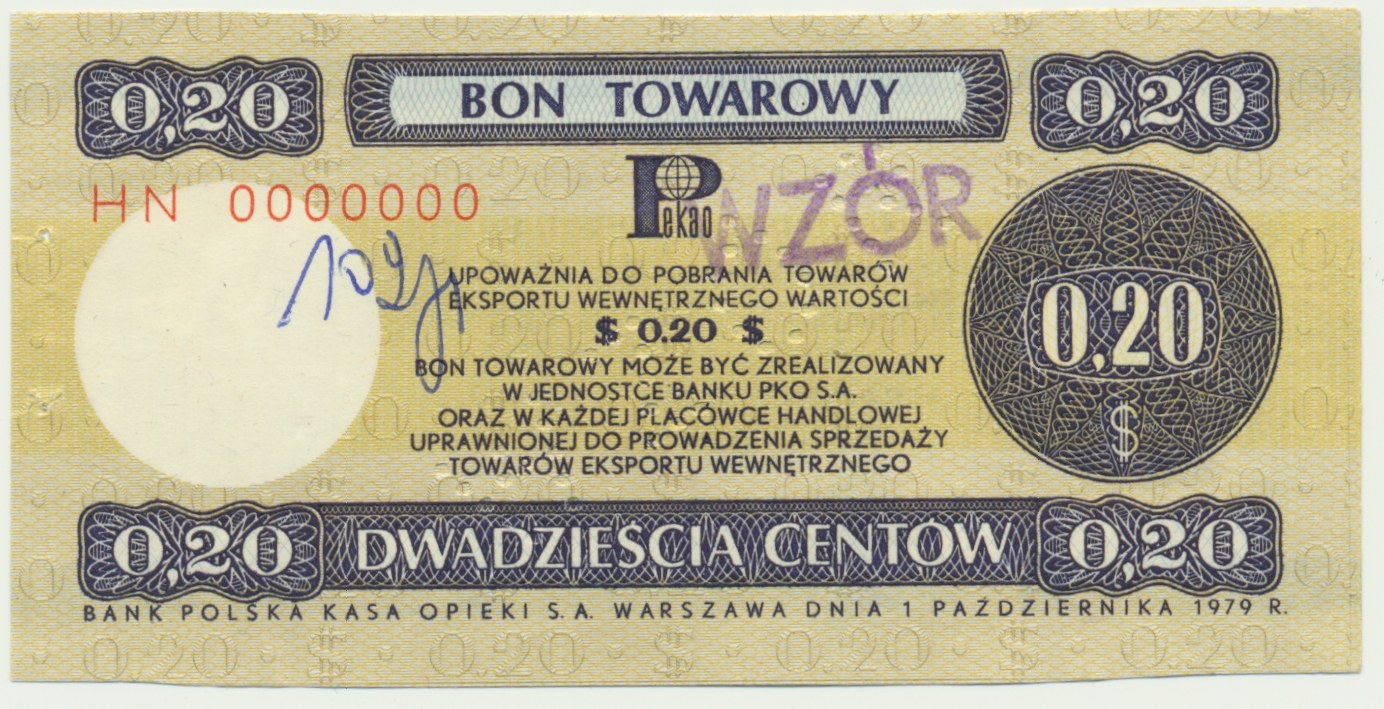 0,20 BON TOWAROWY 0,20
HN 0000000
Pekao
WZÓR
UPOWAŻNIA DO POBRANIA TOWARÓW
EKSPORTU WEWNĘTRZNEGO WARTOŚCI
$ 0.20 $
BON TOWAROWY MOŻE BYĆ ZREALIZOWANY
W JEDNOSTCE BANKU PKO S.A.
ORAZ W KAŻDEJ PLACÓWCE HANDLOWEJ
UPRAWNIONEJ DO PROWADZENIA SPRZEDAŻY
TOWARÓW EKSPORTU WEWNĘTRZNEGO
0,20
$
0,20 DWADZIEŚCIA CENTÓW 0,20
BANK POLSKA KASA OPIEKI S.A. WARSZAWA DNIA 1 PAŹDZIERNIKA 1979 R.